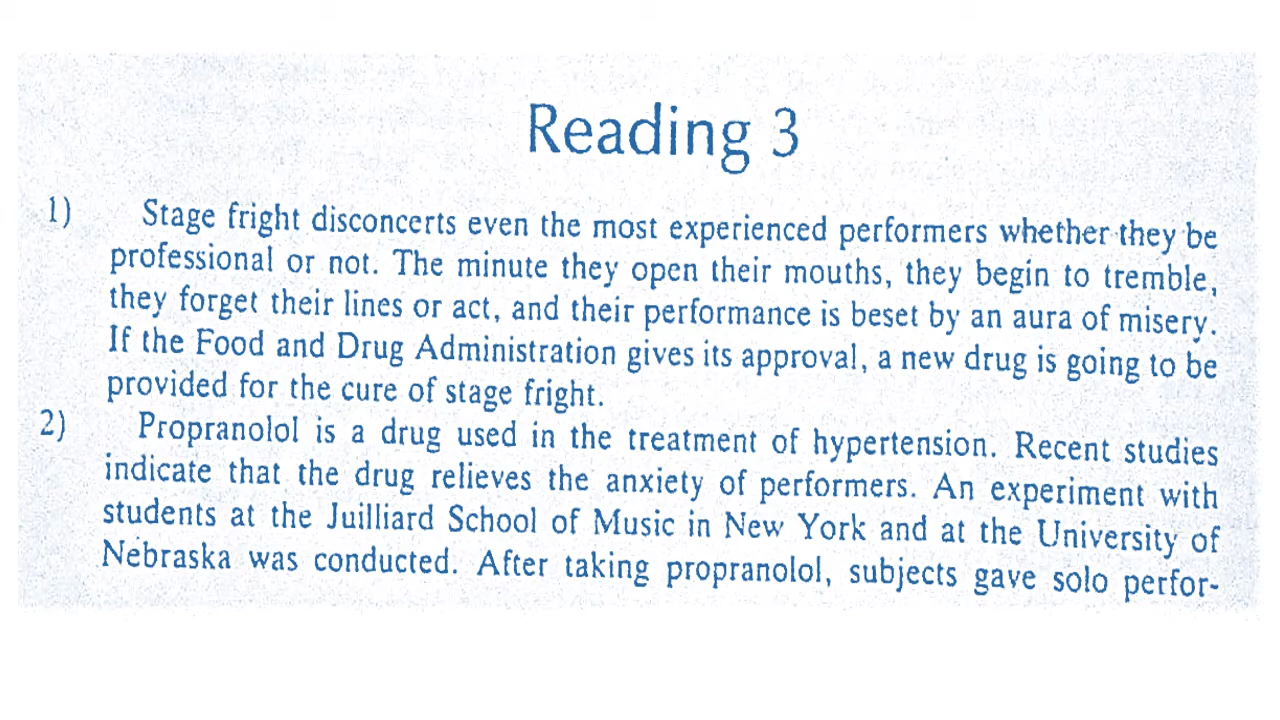 Reading 3
1) Stage fright disconcerts even the most experienced performers whether they be
professional or not. The minute they open their mouths, they begin to tremble,
they forget their lines or act, and their performance is beset by an aura of misery.
If the Food and Drug Administration gives its approval, a new drug is going to be
provided for the cure of stage fright.
2) Propranolol is a drug used in the treatment of hypertension. Recent studies
indicate that the drug relieves the anxiety of performers. An experiment with
students at the Juilliard School of Music in New York and at the University of
Nebraska was conducted. After taking propranolol, subjects gave solo perfor-